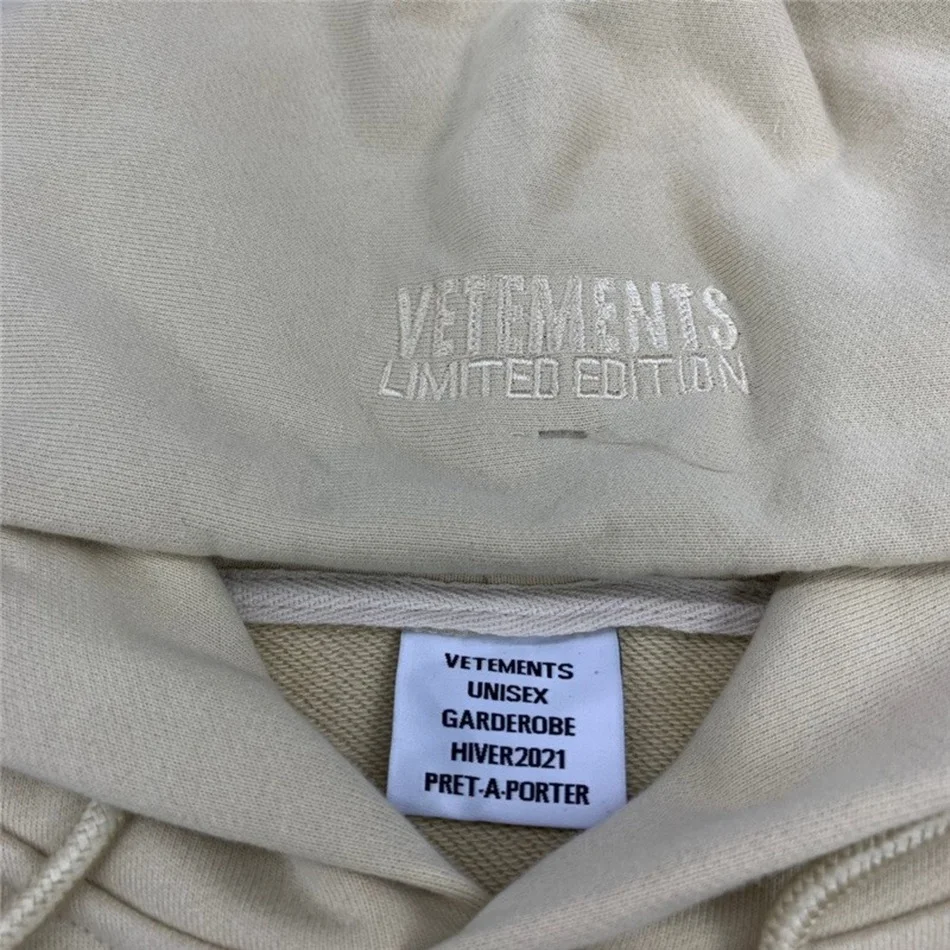 VETEMENTS
LIMITED EDITION
VETEMENTS
UNISEX
GARDEROBE
HIVER2021
PRET-A-PORTER